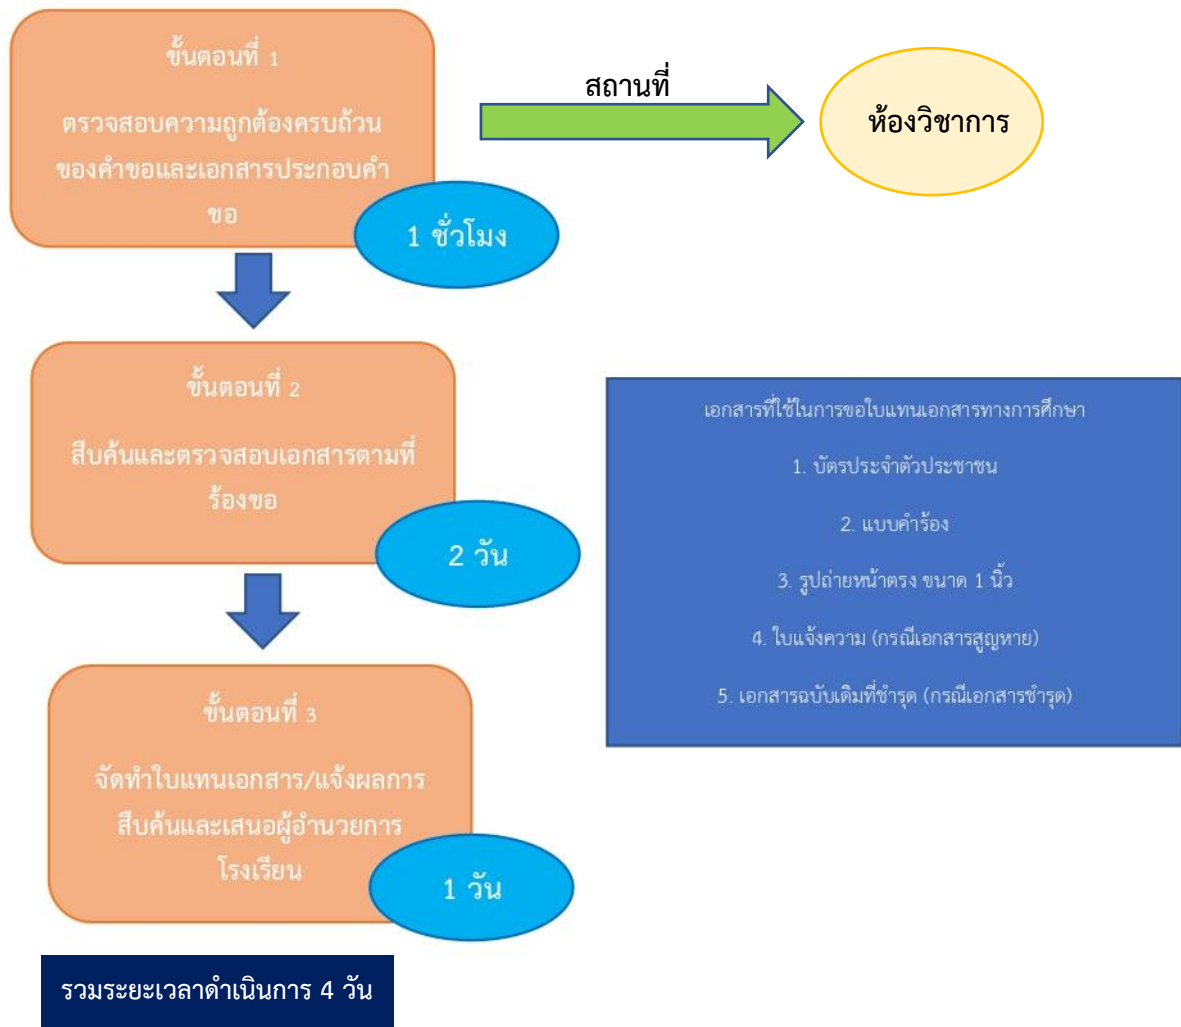 ขั้นตอนที่ 1
ตรวจสอบความถูกต้องครบถ้วน
ของคำขอและเอกสารประกอบคำ
ขอ
1 ชั่วโมง
สถานที่
ห้องวิชาการ
ขั้นตอนที่ 2
สืบค้นและตรวจสอบเอกสารตามที่
ร้องขอ
2 วัน
เอกสารที่ใช้ในการขอใบแทนเอกสารทางการศึกษา
1. บัตรประจำตัวประชาชน
2. แบบคำร้อง
3. รูปถ่ายหน้าตรง ขนาด 1 นิ้ว
4. ใบแจ้งความ (กรณีเอกสารสูญหาย)
5. เอกสารฉบับเดิมที่ชำรุด (กรณีเอกสารชำรุด)
ขั้นตอนที่ 3
จัดทำใบแทนเอกสาร/แจ้งผลการ
สืบค้นและเสนอผู้อำนวยการ
โรงเรียน
1 วัน
รวมระยะเวลาดำเนินการ 4 วัน